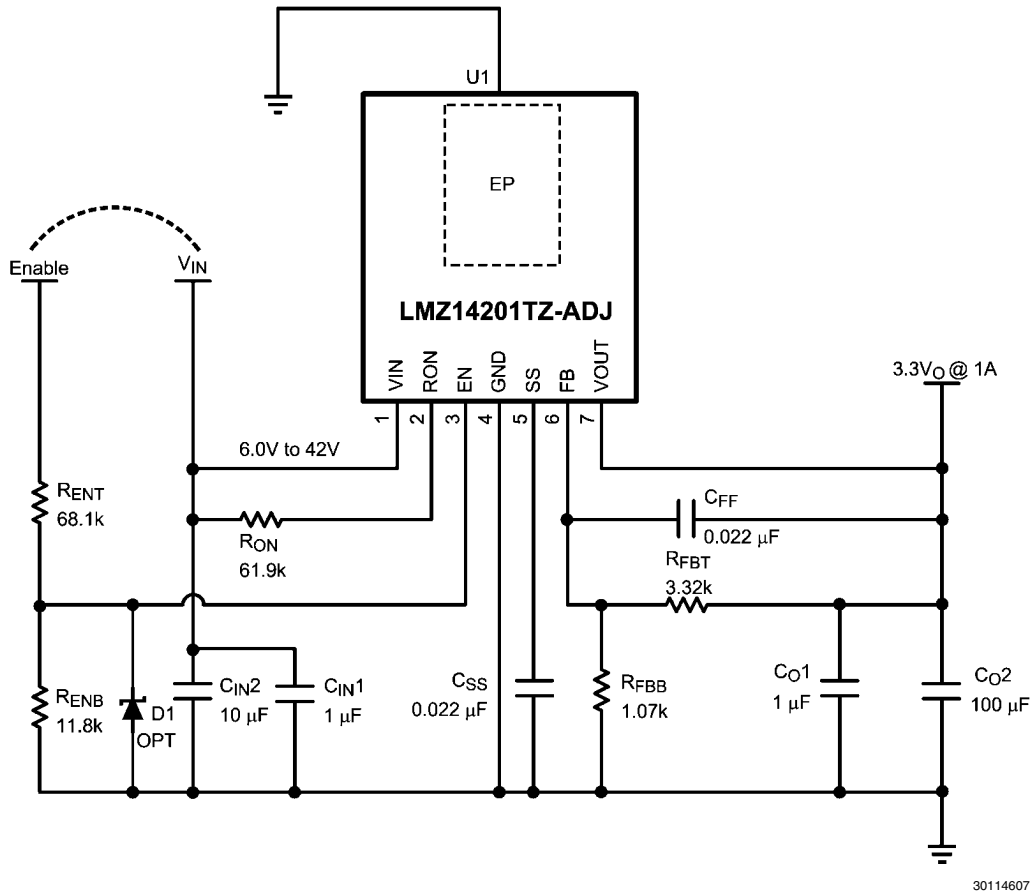 U1
EP
LMZ14201TZ-ADJ
VIN
RON
EN
GND
SS
FB
VOUT
1
2
3
4
5
6
7
Enable
VIN
3.3VO @ 1A
6.0V to 42V
RENT
68.1k
RON
61.9k
CFF
0.022 µF
RFBT
3.32k
RENB
11.8k
D1
OPT
CIN2
10 µF
CIN1
1 µF
CSS
0.022 µF
RFBB
1.07k
CO1
1 µF
CO2
100 µF
30114607